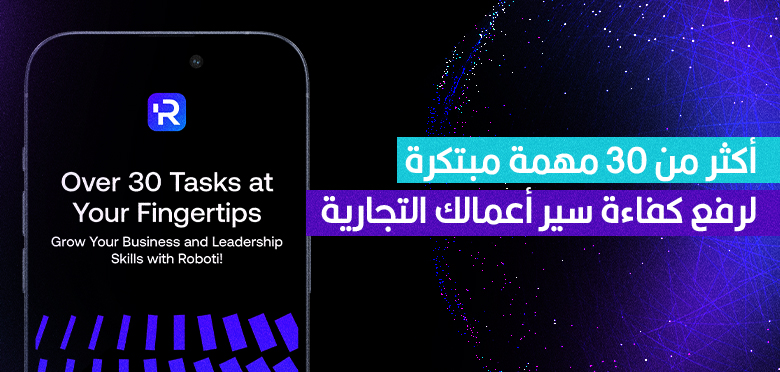 R
Over 30 Tasks at
Your Fingertips
Grow Your Business and Leadership
Skills with Roboti!
أكثر من 30 مهمة مبتكرة
لرفع كفاءة سير أعمالك التجارية